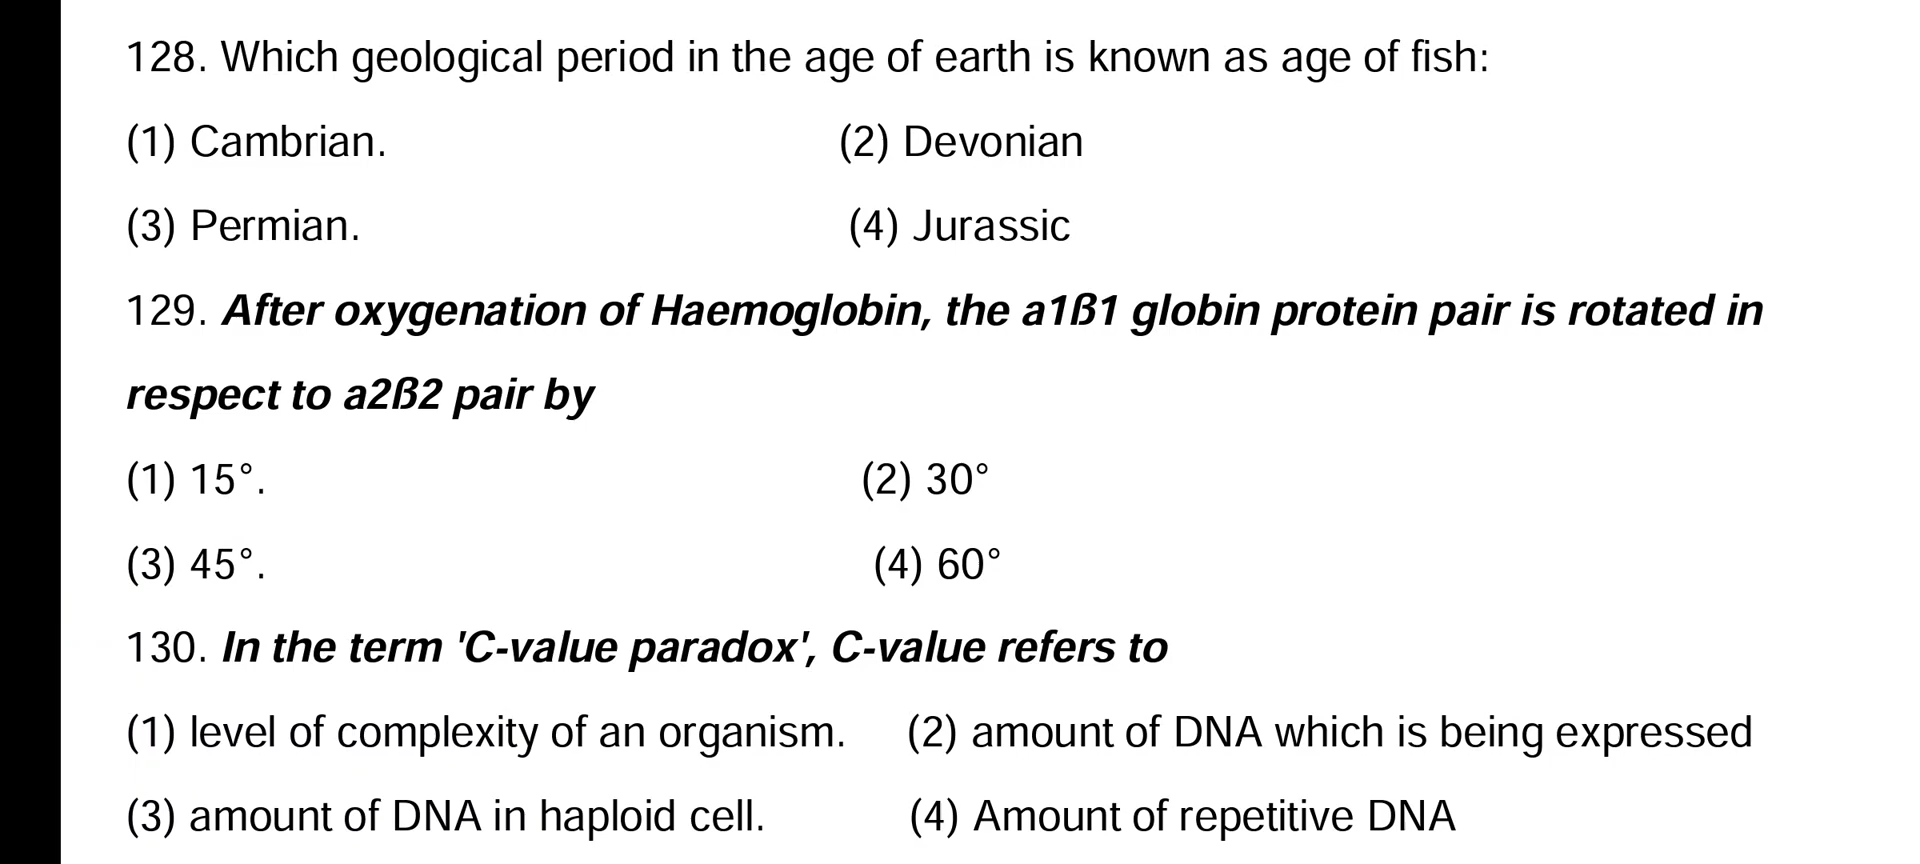 128. Which geological period in the age of earth is known as age of fish:
(1) Cambrian. (2) Devonian
(3) Permian. (4) Jurassic
129. After oxygenation of Haemoglobin, the a1ß1 globin protein pair is rotated in
respect to a2ß2 pair by
(1) 15°. (2) 30°
(3) 45°. (4) 60°
130. In the term 'C-value paradox', C-value refers to
(1) level of complexity of an organism. (2) amount of DNA which is being expressed
(3) amount of DNA in haploid cell. (4) Amount of repetitive DNA